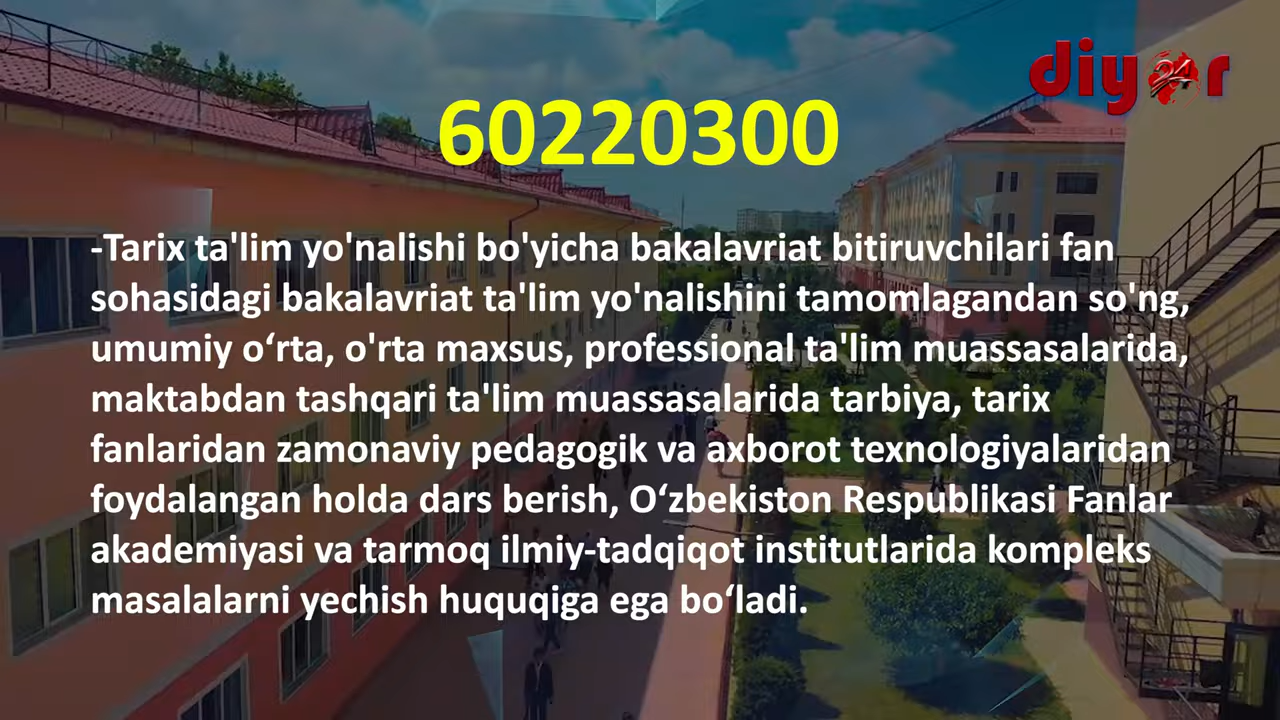 diyor 24
60220300
-Tarix ta'lim yo'nalishi bo'yicha bakalavriat bitiruvchilari fan
sohasidagi bakalavriat ta'lim yo'nalishini tamomlagandan so'ng,
umumiy o‘rta, o'rta maxsus, professional ta'lim muassasalarida,
maktabdan tashqari ta'lim muassasalarida tarbiya, tarix
fanlaridan zamonaviy pedagogik va axborot texnologiyalaridan
foydalangan holda dars berish, O‘zbekiston Respublikasi Fanlar
akademiyasi va tarmoq ilmiy-tadqiqot institutlarida kompleks
masalalarni yechish huquqiga ega bo‘ladi.